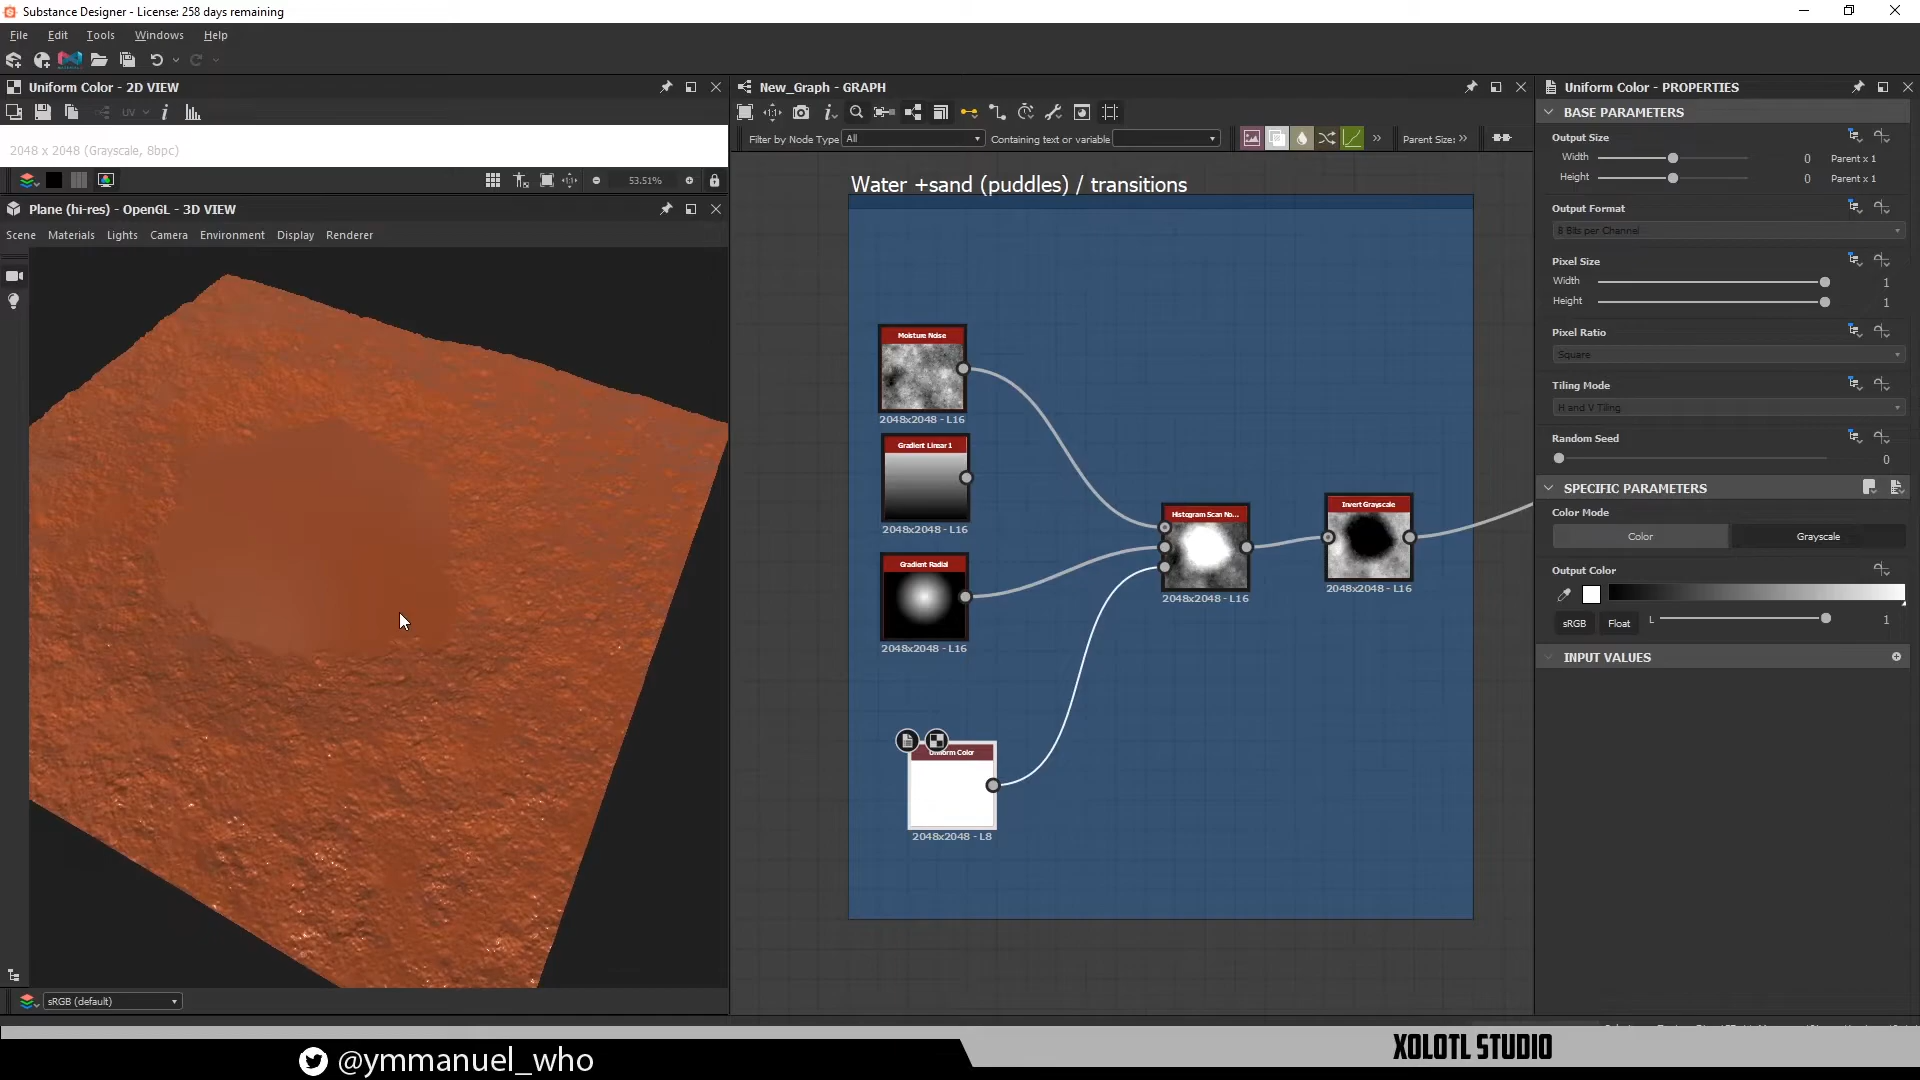 Substance Designer - License: 258 days remaining
File Edit Tools Windows Help
Uniform Color - 2D VIEW
UV
2048 x 2048 (Grayscale, 8bpc)
53.51%
Plane (hi-res) - OpenGL - 3D VIEW
Scene Materials Lights Camera Environment Display Renderer
sRGB (default)
New_Graph - GRAPH
Filter by Node Type All Containing text or variable Parent Size:
Water +sand (puddles) / transitions
Moisture Noise
2048x2048 - L16
Gradient Linear 1
2048x2048 - L16
Gradient Radial
2048x2048 - L16
Histogram Scan No...
2048x2048 - L16
Invert Grayscale
2048x2048 - L16
Uniform Color
2048x2048 - L8
Uniform Color - PROPERTIES
BASE PARAMETERS
Output Size
Width 0 Parent x 1
Height 0 Parent x 1
Output Format
8 Bits per Channel
Pixel Size
Width 1
Height 1
Pixel Ratio
Square
Tiling Mode
H and V Tiling
Random Seed
0
SPECIFIC PARAMETERS
Color Mode
Color Grayscale
Output Color
sRGB Float L 1
INPUT VALUES
@ymmanuel_who
XOLOTL STUDIO